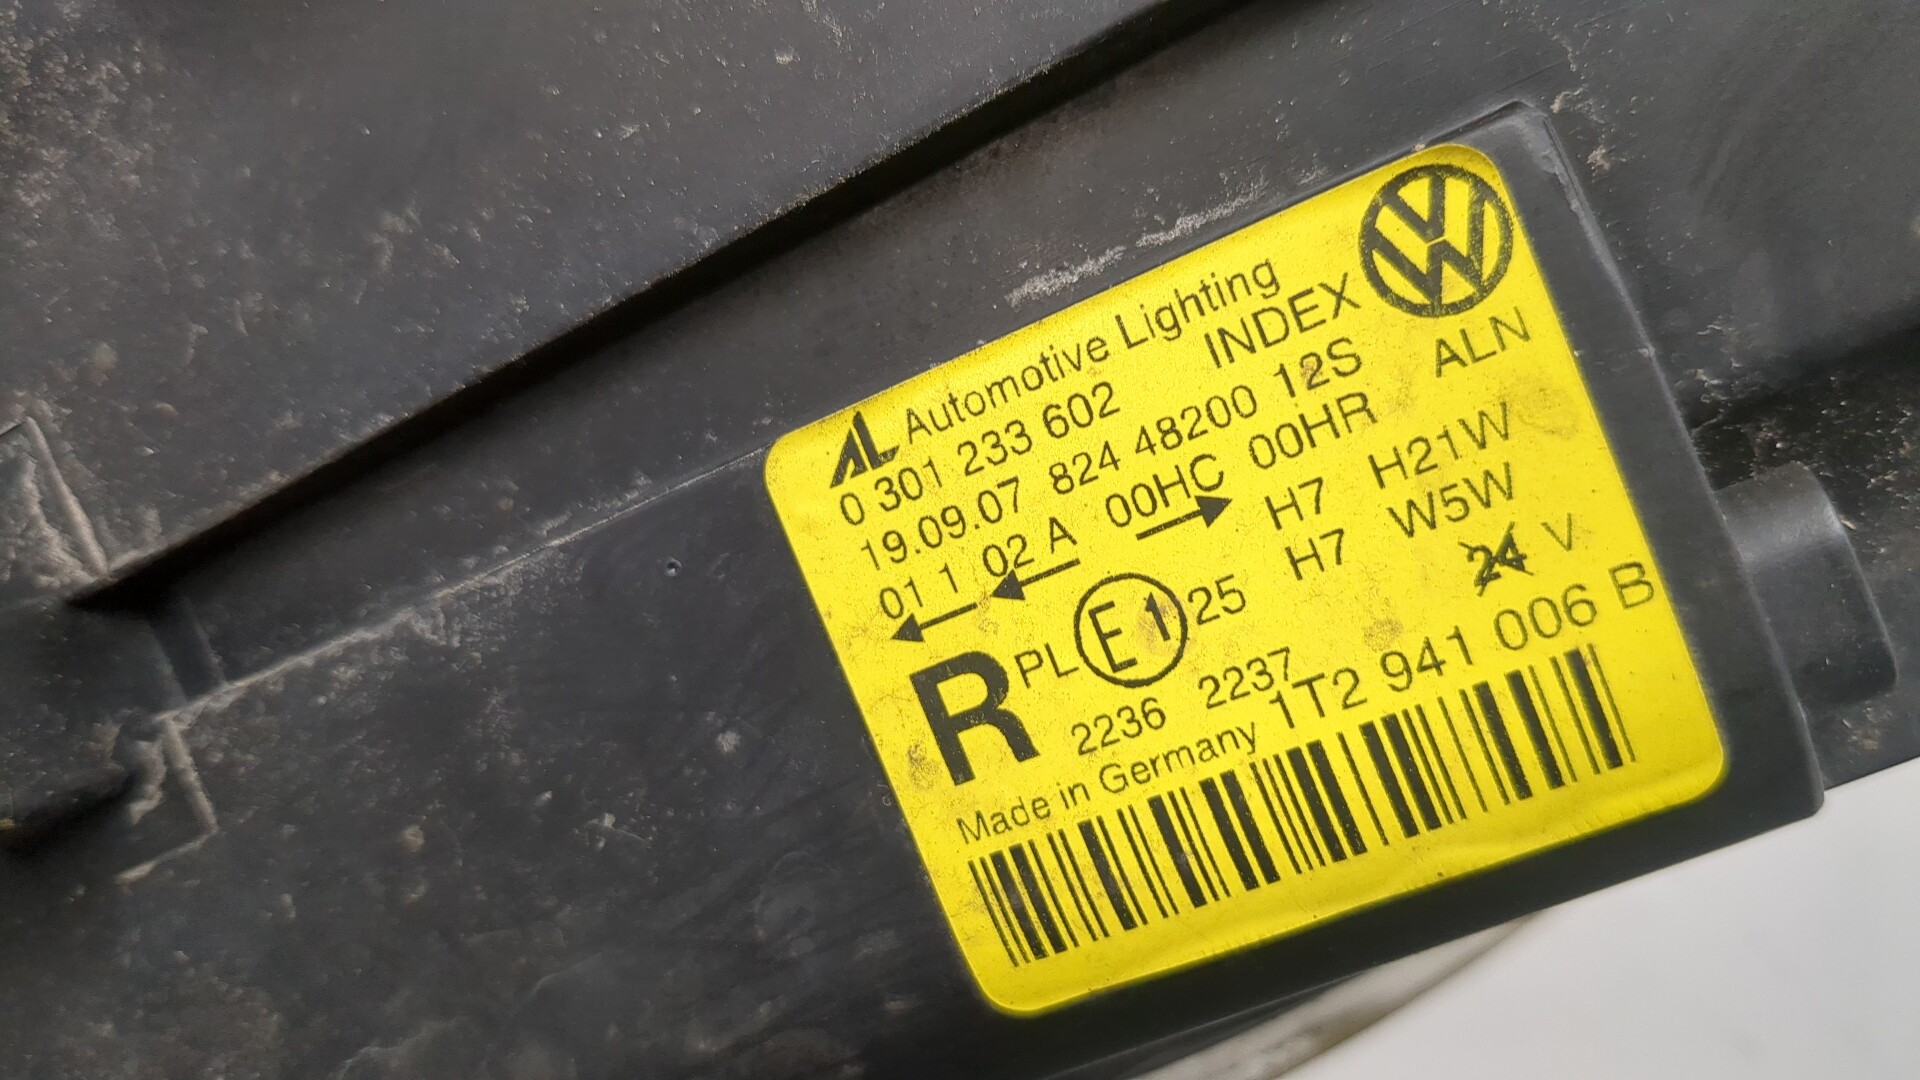 AL Automotive Lighting
0 301 233 602 INDEX
19.09.07 824 48200 12S ALN
01 1 02 A 00HC 00HR
H7 H21W
H7 W5W
R PL E1 25 24 V
2236 2237
Made in Germany 1T2 941 006 B